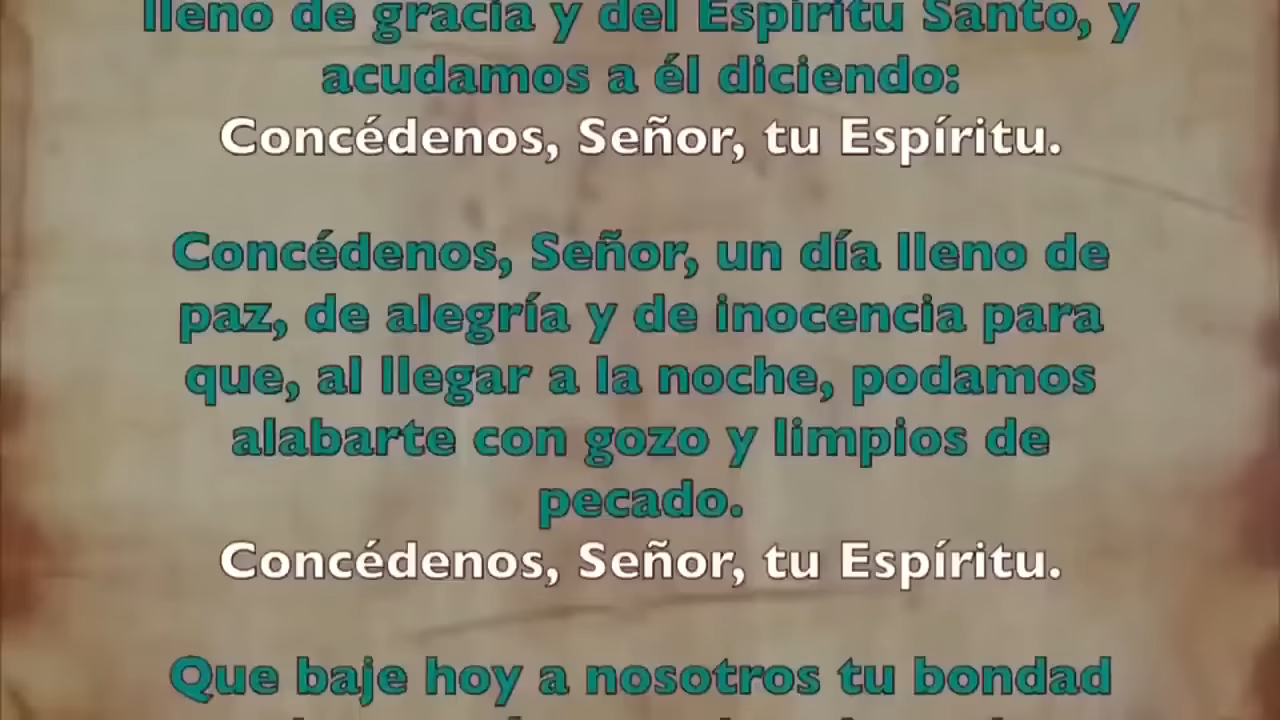 lleno de gracia y del Espíritu Santo, y
acudamos a él diciendo:
Concédenos, Señor, tu Espíritu.
Concédenos, Señor, un día lleno de
paz, de alegría y de inocencia para
que, al llegar a la noche, podamos
alabarte con gozo y limpios de
pecado.
Concédenos, Señor, tu Espíritu.
Que baje hoy a nosotros tu bondad